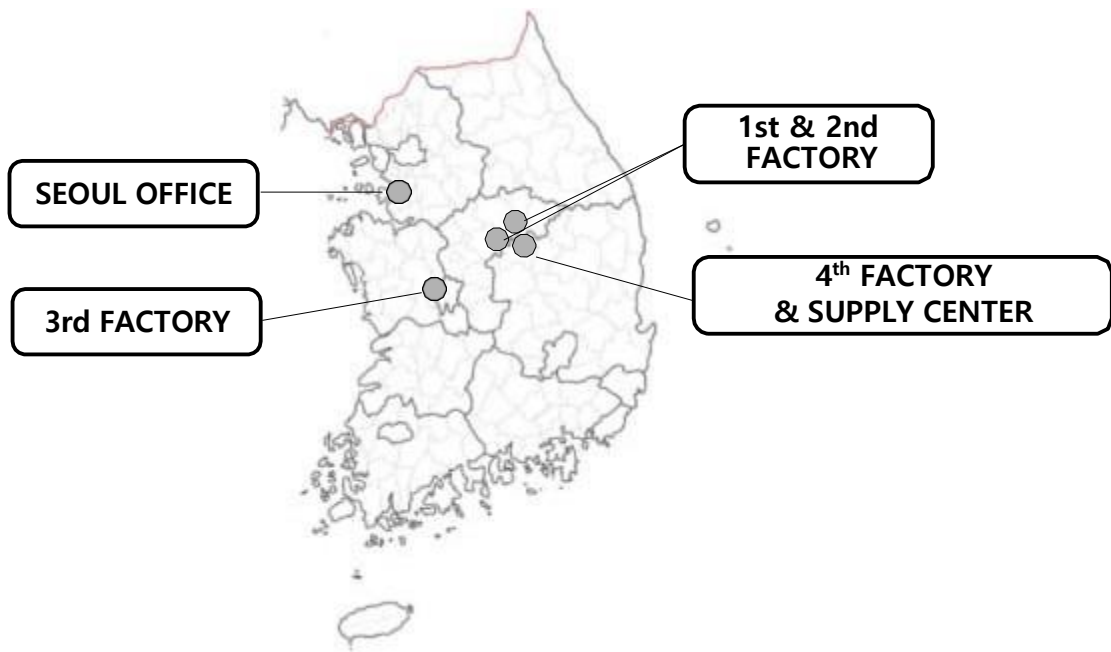 1st & 2nd
FACTORY
SEOUL OFFICE
4th FACTORY
& SUPPLY CENTER
3rd FACTORY